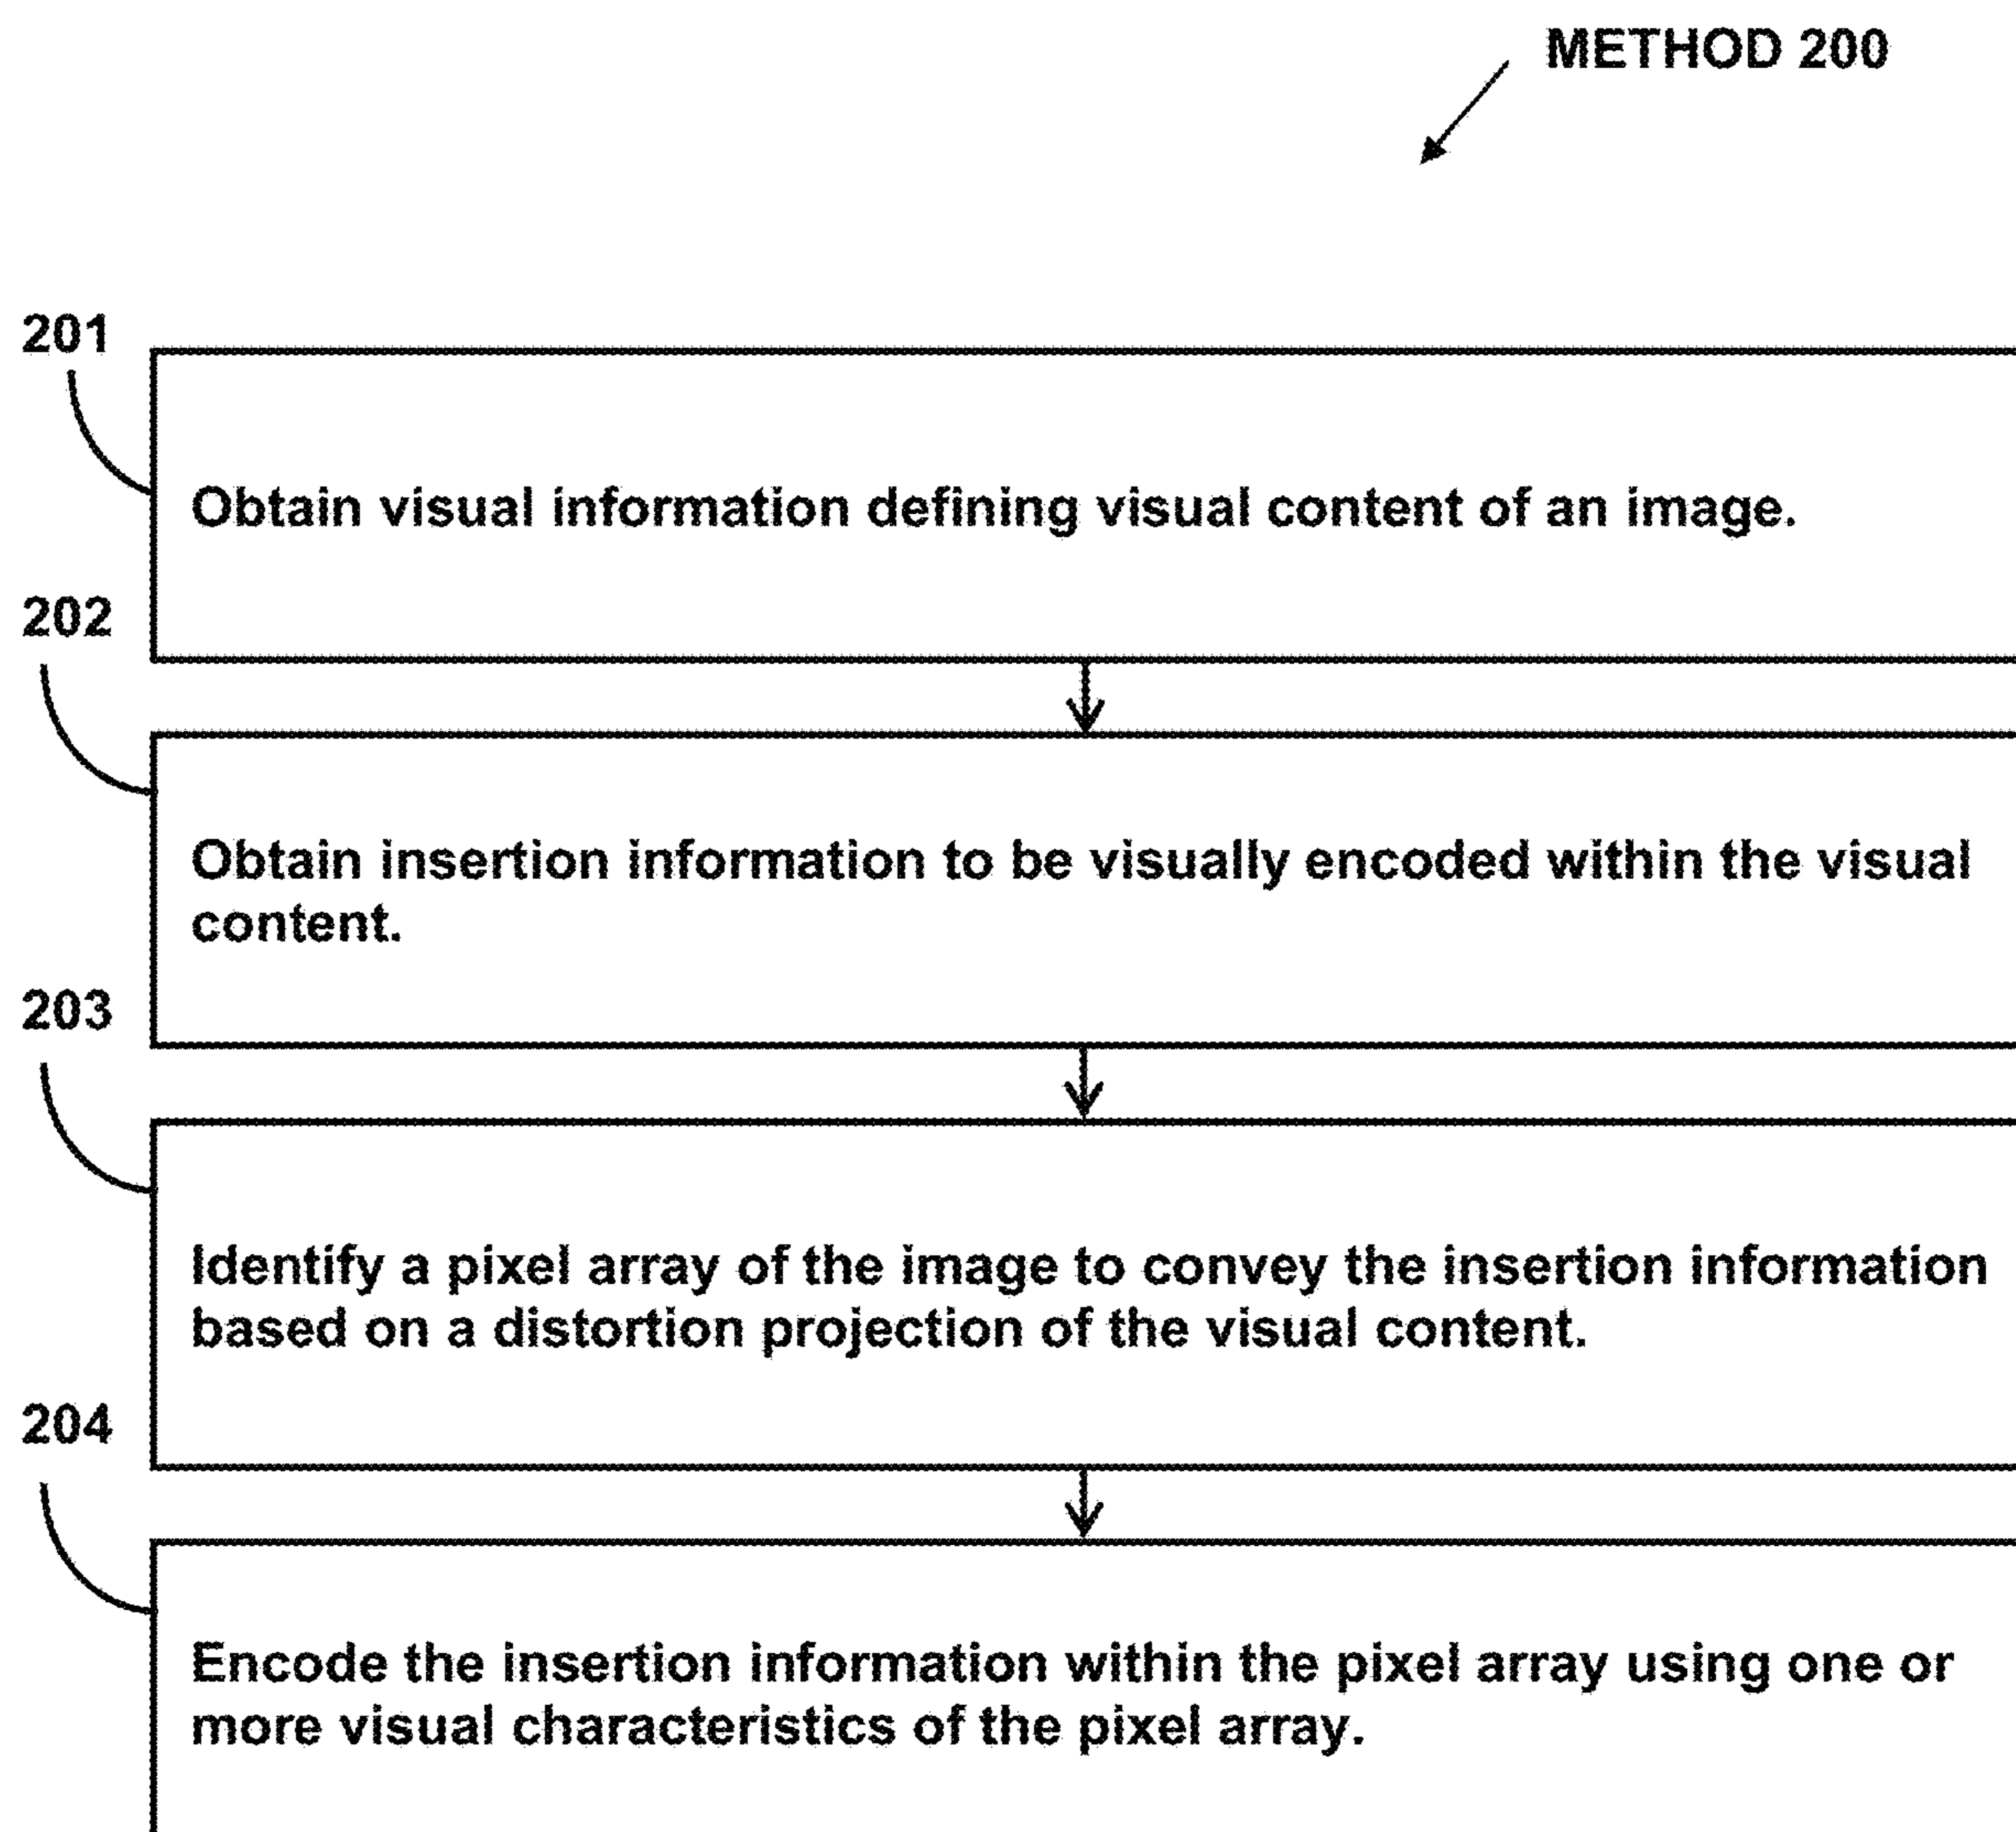 METHOD 200
201
Obtain visual information defining visual content of an image.
202
Obtain insertion information to be visually encoded within the visual
content.
203
Identify a pixel array of the image to convey the insertion information
based on a distortion projection of the visual content.
204
Encode the insertion information within the pixel array using one or
more visual characteristics of the pixel array.